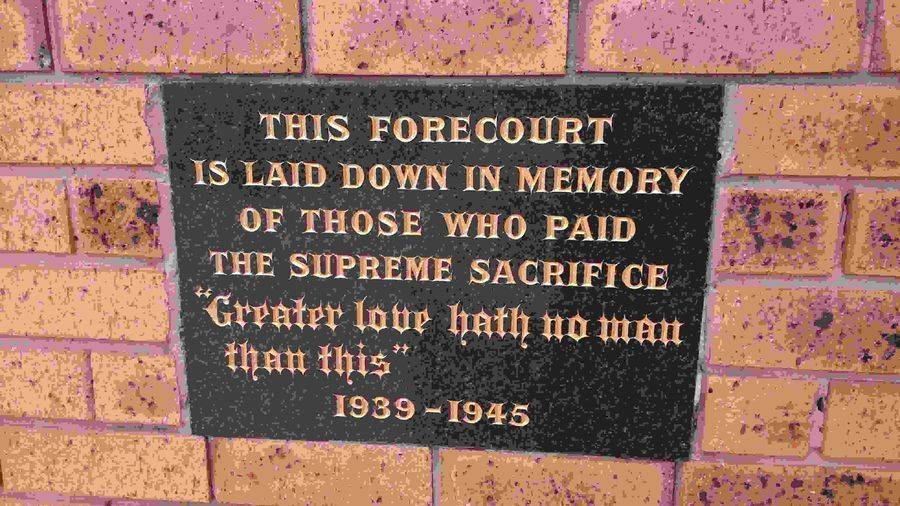 THIS FORECOURT
IS LAID DOWN IN MEMORY
OF THOSE WHO PAID
THE SUPREME SACRIFICE
"Greater love hath no man
than this"
1939-1945